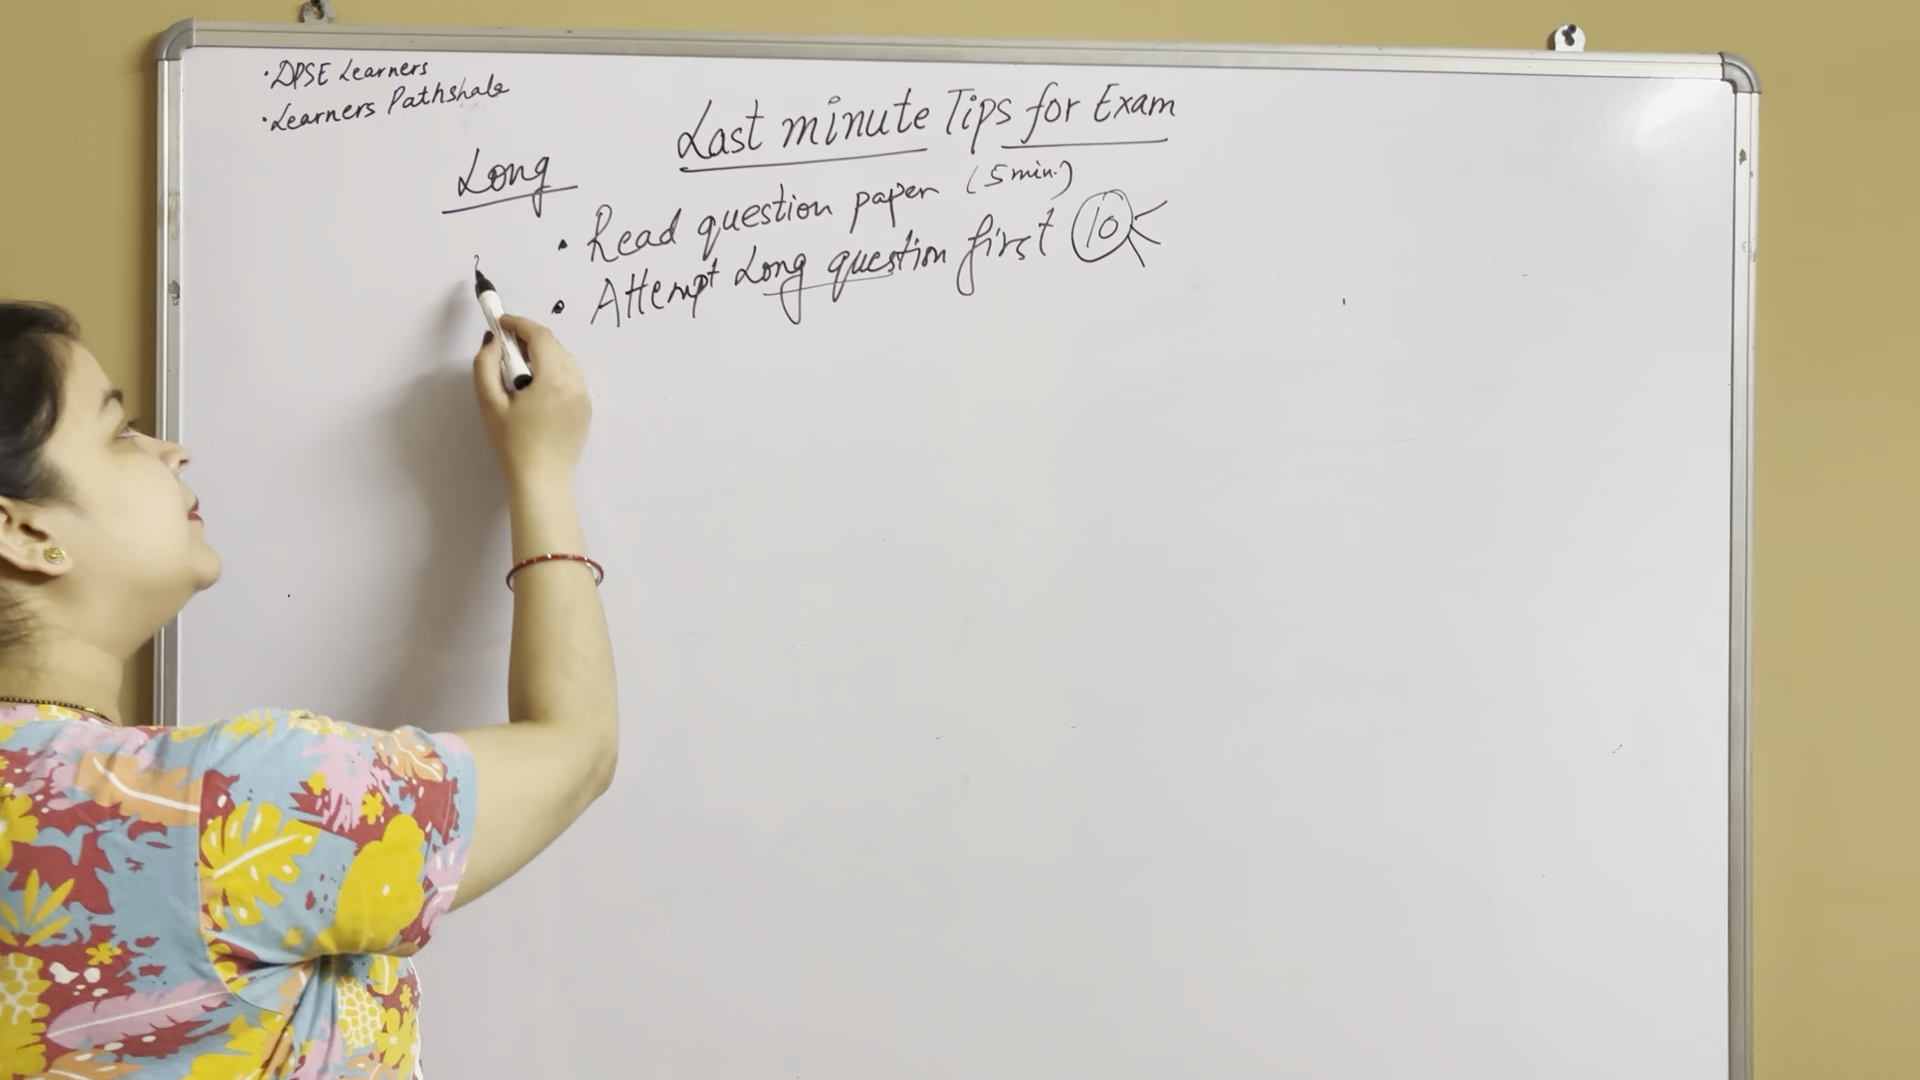 · DPSE Learners
· Learners Pathshala
Last minute Tips for Exam
Long
· Read question paper (5 min.)
· Attempt Long question first 10